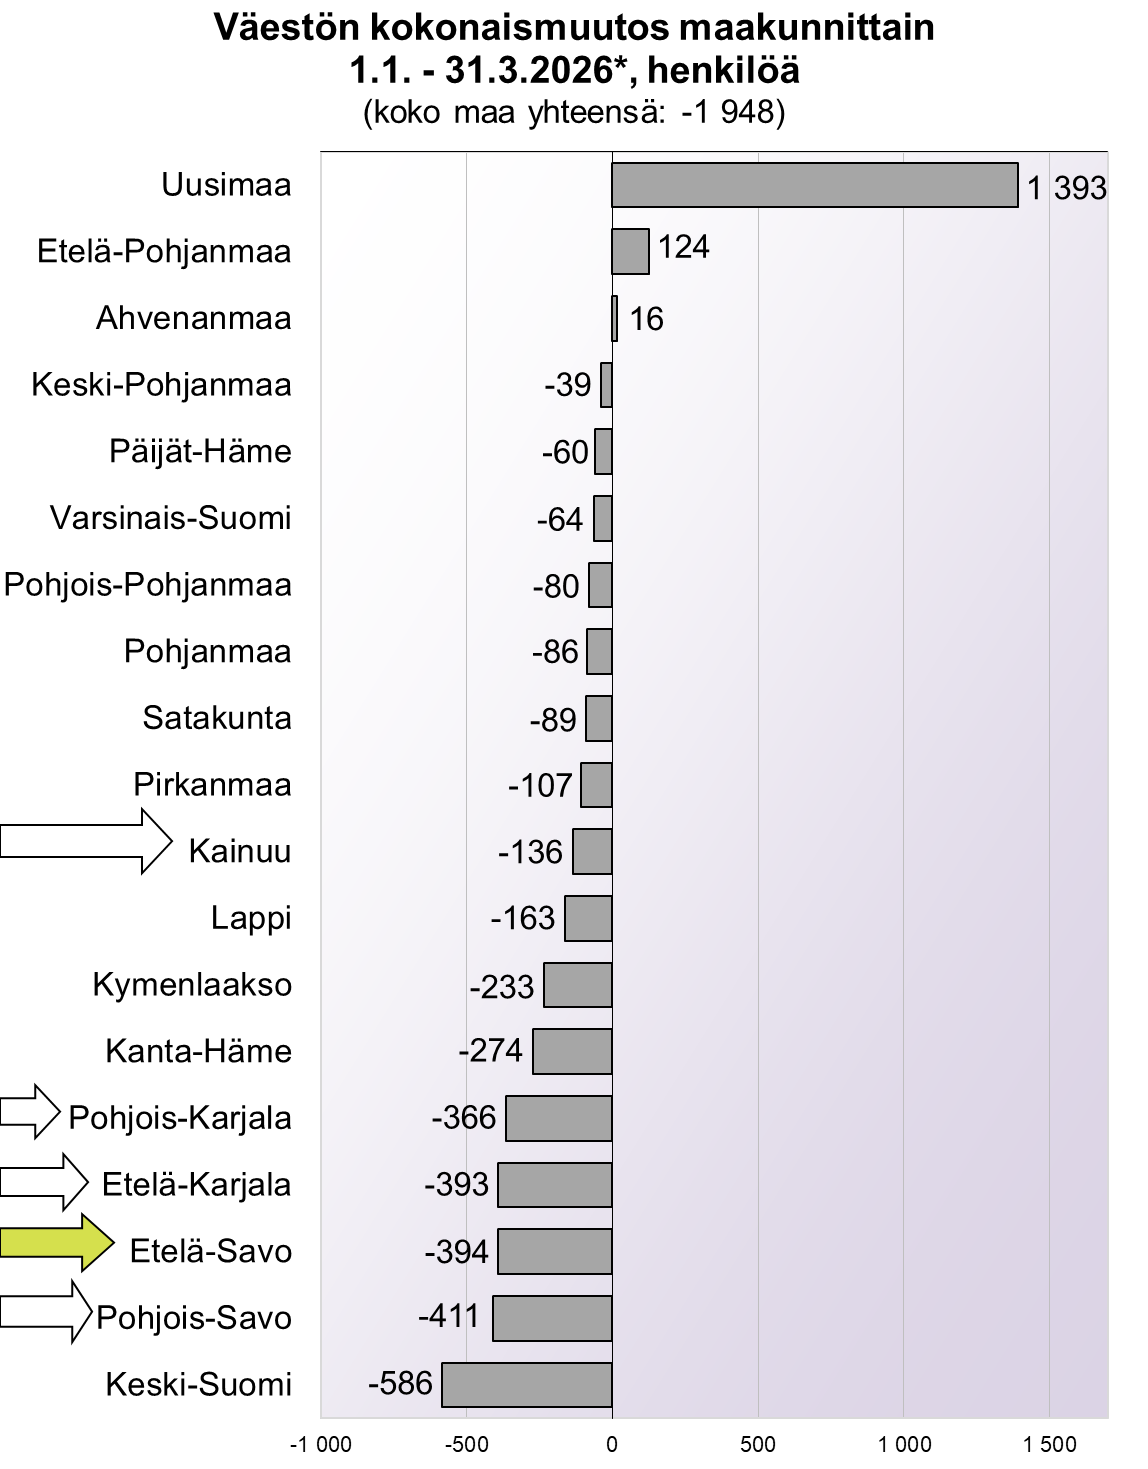 Väestön kokonaismuutos maakunnittain
1.1. - 31.3.2026*, henkilöä
(koko maa yhteensä: -1 948)
Uusimaa 1 393
Etelä-Pohjanmaa 124
Ahvenanmaa 16
Keski-Pohjanmaa -39
Päijät-Häme -60
Varsinais-Suomi -64
Pohjois-Pohjanmaa -80
Pohjanmaa -86
Satakunta -89
Pirkanmaa -107
Kainuu -136
Lappi -163
Kymenlaakso -233
Kanta-Häme -274
Pohjois-Karjala -366
Etelä-Karjala -393
Etelä-Savo -394
Pohjois-Savo -411
Keski-Suomi -586
-1 000 -500 0 500 1 000 1 500